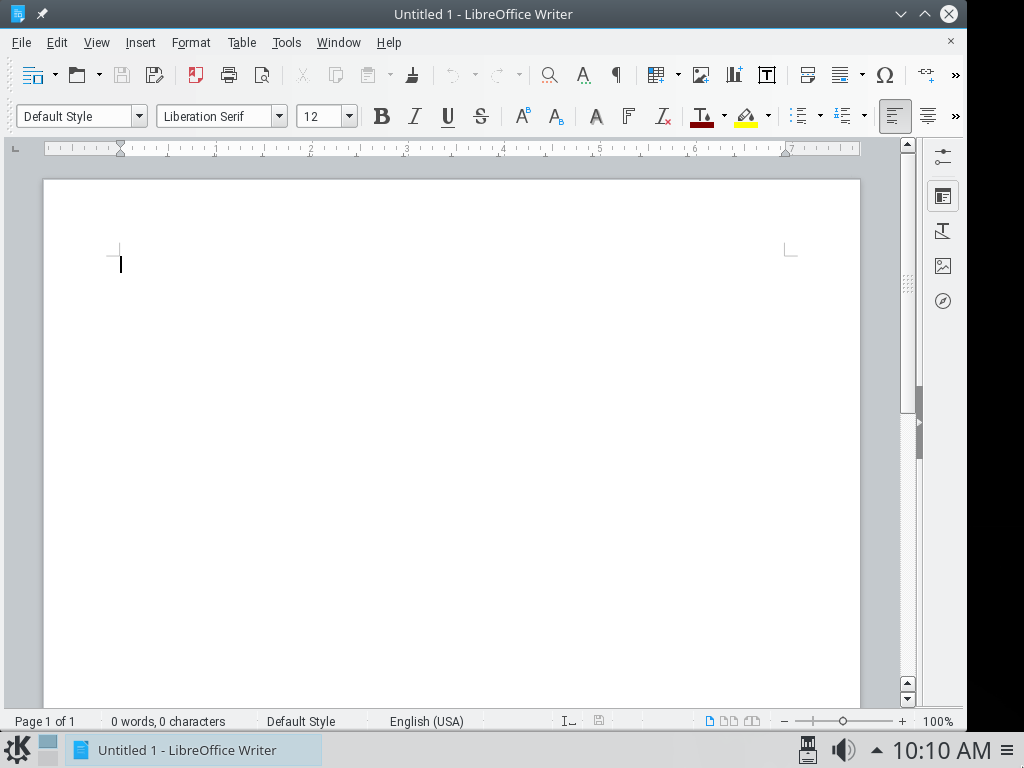 Untitled 1 - LibreOffice Writer
File Edit View Insert Format Table Tools Window Help
Default Style Liberation Serif 12
1 2 3 4 5 6 7
Page 1 of 1 0 words, 0 characters Default Style English (USA) 100%
Untitled 1 - LibreOffice Writer 10:10 AM